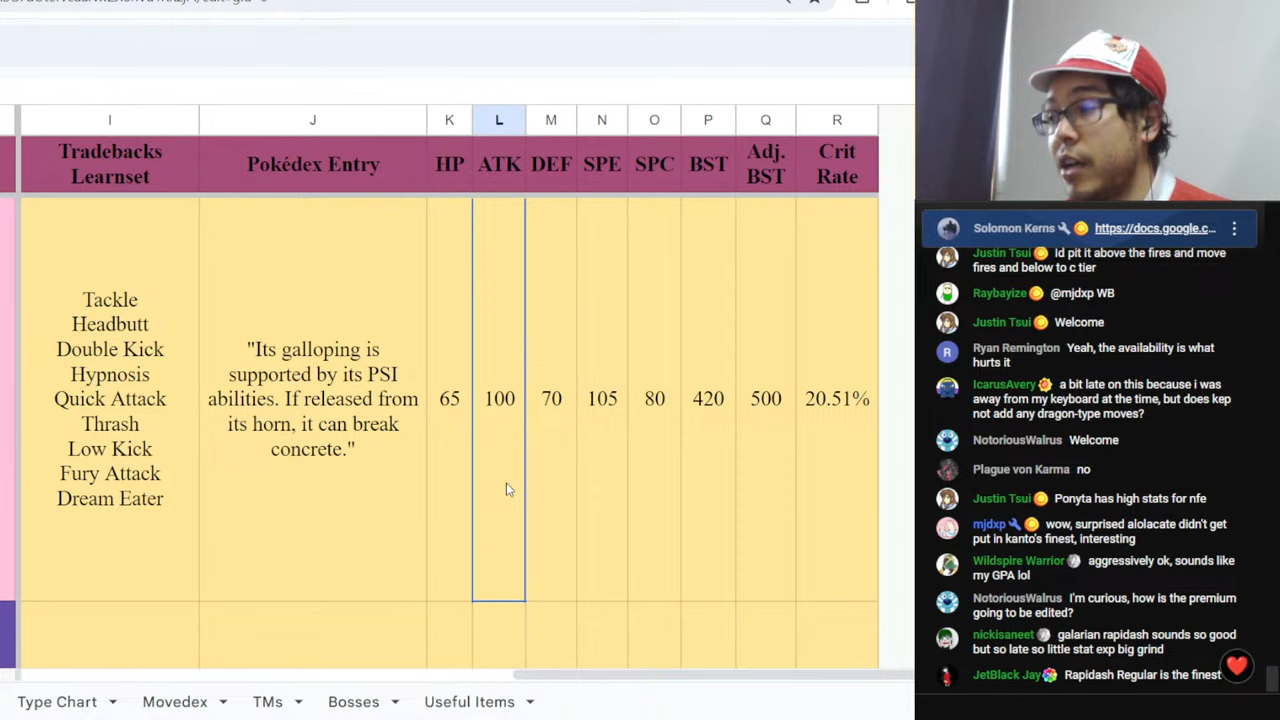 I J K L M N O P Q R
Tradebacks
Learnset
Pokédex Entry
HP
ATK
DEF
SPE
SPC
BST
Adj.
BST
Crit
Rate
Tackle
Headbutt
Double Kick
Hypnosis
Quick Attack
Thrash
Low Kick
Fury Attack
Dream Eater
"Its galloping is
supported by its PSI
abilities. If released from
its horn, it can break
concrete."
65
100
70
105
80
420
500
20.51%
Type Chart
Movedex
TMs
Bosses
Useful Items
Solomon Kerns https://docs.google.c...
Justin Tsui Id pit it above the fires and move
fires and below to c tier
Raybayize @mjdxp WB
Justin Tsui Welcome
R
Ryan Remington Yeah, the availability is what
hurts it
IcarusAvery a bit late on this because i was
away from my keyboard at the time, but does kep
not add any dragon-type moves?
NotoriousWalrus Welcome
Plague von Karma no
Justin Tsui Ponyta has high stats for nfe
mjdxp wow, surprised alolacate didn't get
put in kanto's finest, interesting
Wildspire Warrior aggressively ok, sounds like
my GPA lol
NotoriousWalrus I'm curious, how is the premium
going to be edited?
nickisaneet galarian rapidash sounds so good
but so late so little stat exp big grind
JetBlack Jay Rapidash Regular is the finest